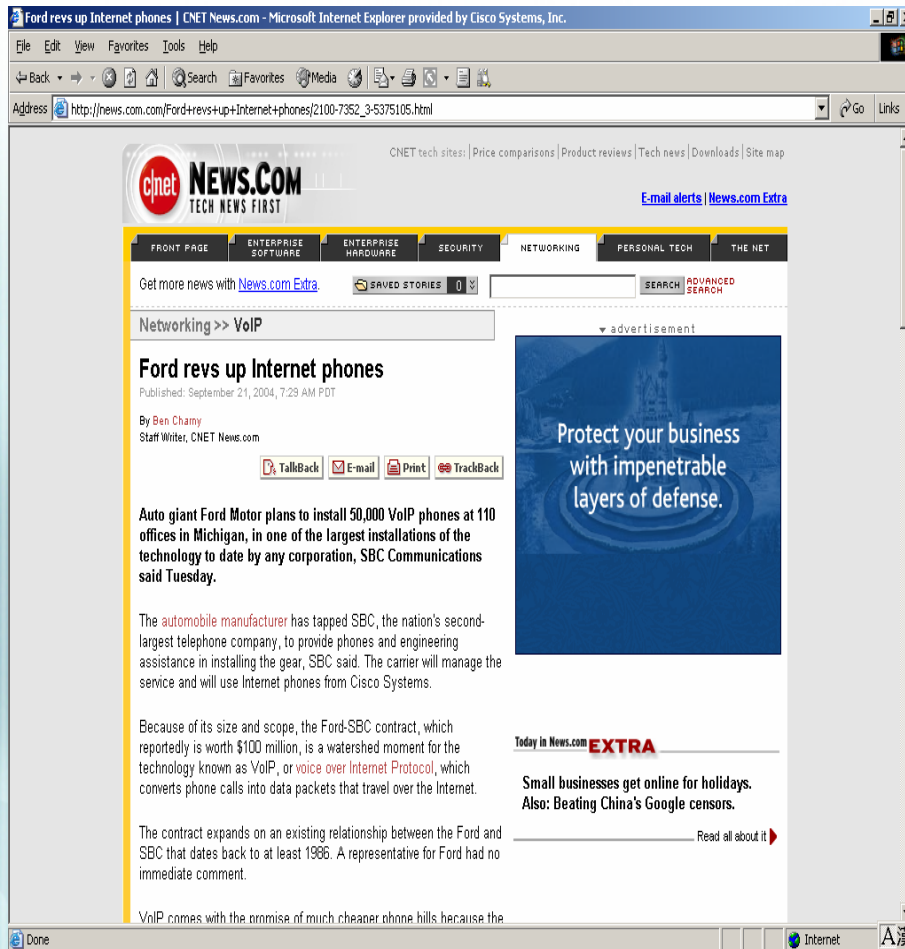 Ford revs up Internet phones | CNET News.com - Microsoft Internet Explorer provided by Cisco Systems, Inc.
File Edit View Favorites Tools Help
Back Search Favorites Media
Address http://news.com.com/Ford+revs+up+Internet+phones/2100-7352_3-5375105.html Go Links
CNET tech sites: | Price comparisons | Product reviews | Tech news | Downloads | Site map
c|net NEWS.COM
TECH NEWS FIRST
E-mail alerts | News.com Extra
FRONT PAGE ENTERPRISE SOFTWARE ENTERPRISE HARDWARE SECURITY NETWORKING PERSONAL TECH THE NET
Get more news with News.com Extra. SAVED STORIES 0 SEARCH ADVANCED SEARCH
Networking >> VoIP
advertisement
Ford revs up Internet phones
Published: September 21, 2004, 7:29 AM PDT
By Ben Charny
Staff Writer, CNET News.com
TalkBack E-mail Print TrackBack
Auto giant Ford Motor plans to install 50,000 VoIP phones at 110
offices in Michigan, in one of the largest installations of the
technology to date by any corporation, SBC Communications
said Tuesday.
The automobile manufacturer has tapped SBC, the nation's second-
largest telephone company, to provide phones and engineering
assistance in installing the gear, SBC said. The carrier will manage the
service and will use Internet phones from Cisco Systems.
Because of its size and scope, the Ford-SBC contract, which
reportedly is worth $100 million, is a watershed moment for the
technology known as VoIP, or voice over Internet Protocol, which
converts phone calls into data packets that travel over the Internet.
The contract expands on an existing relationship between the Ford and
SBC that dates back to at least 1986. A representative for Ford had no
immediate comment.
VoIP comes with the promise of much cheaper phone bills because the
Protect your business
with impenetrable
layers of defense.
Today in News.com EXTRA
Small businesses get online for holidays.
Also: Beating China's Google censors.
Read all about it
Done Internet